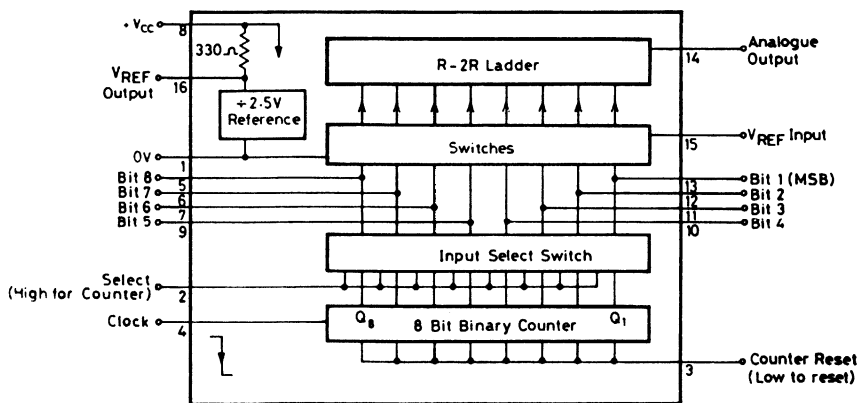 + Vcc
8
330Ω
VREF
Output
16
÷2.5V
Reference
0V
1
Bit 8
5
Bit 7
6
Bit 6
7
Bit 5
9
Select
(High for Counter)
2
Clock
4
R-2R Ladder
Switches
Input Select Switch
Q8
8 Bit Binary Counter
Q1
14
Analogue
Output
15
VREF Input
Bit 1 (MSB)
13
Bit 2
12
Bit 3
11
Bit 4
10
3
Counter Reset
(Low to reset)